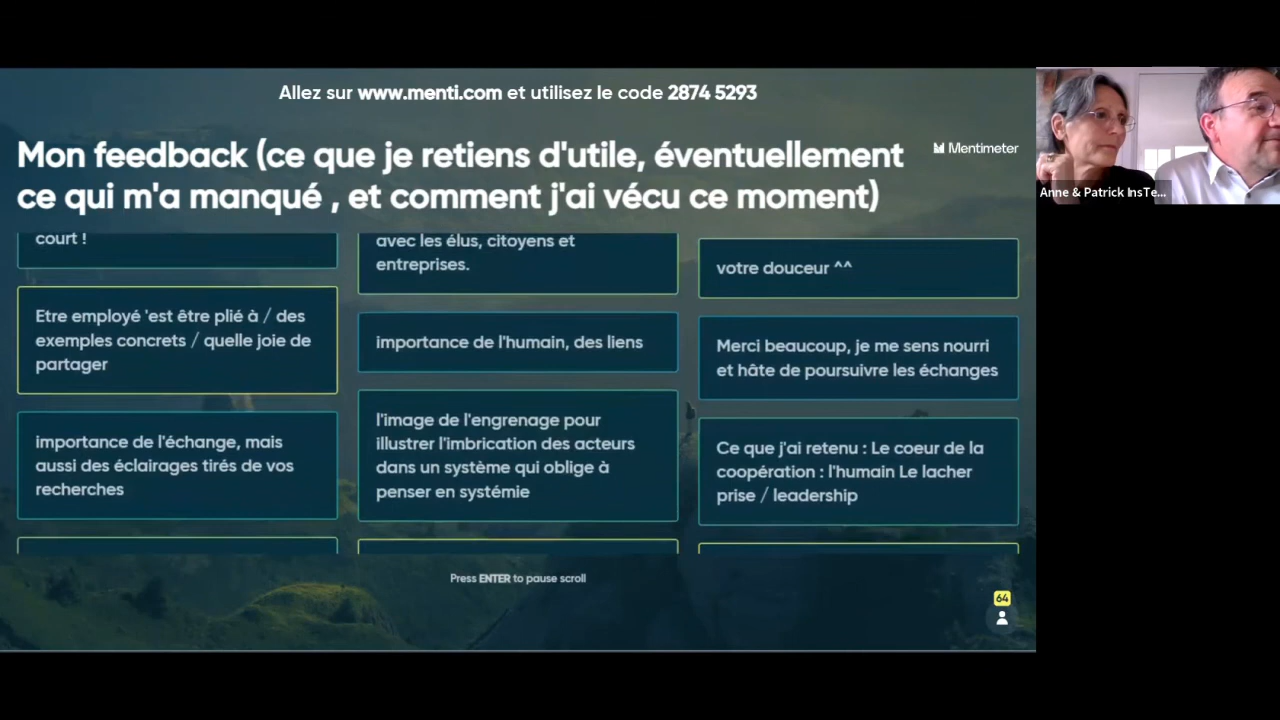 Allez sur www.menti.com et utilisez le code 2874 5293
Mon feedback (ce que je retiens d'utile, éventuellement
ce qui m'a manqué , et comment j'ai vécu ce moment)
Mentimeter
Anne & Patrick InsTe...
court !
Etre employé 'est être plié à / des
exemples concrets / quelle joie de
partager
importance de l'échange, mais
aussi des éclairages tirés de vos
recherches
avec les élus, citoyens et
entreprises.
importance de l'humain, des liens
l'image de l'engrenage pour
illustrer l'imbrication des acteurs
dans un système qui oblige à
penser en systémie
votre douceur ^^
Merci beaucoup, je me sens nourri
et hâte de poursuivre les échanges
Ce que j'ai retenu : Le coeur de la
coopération : l'humain Le lacher
prise / leadership
Press ENTER to pause scroll
64